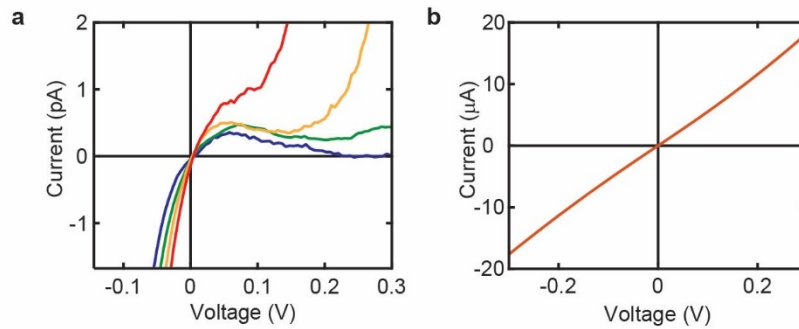 a
2
1
0
-1
Current (pA)
-0.1 0 0.1 0.2 0.3
Voltage (V)
b
20
10
0
-10
-20
Current (μA)
-0.2 0 0.2
Voltage (V)